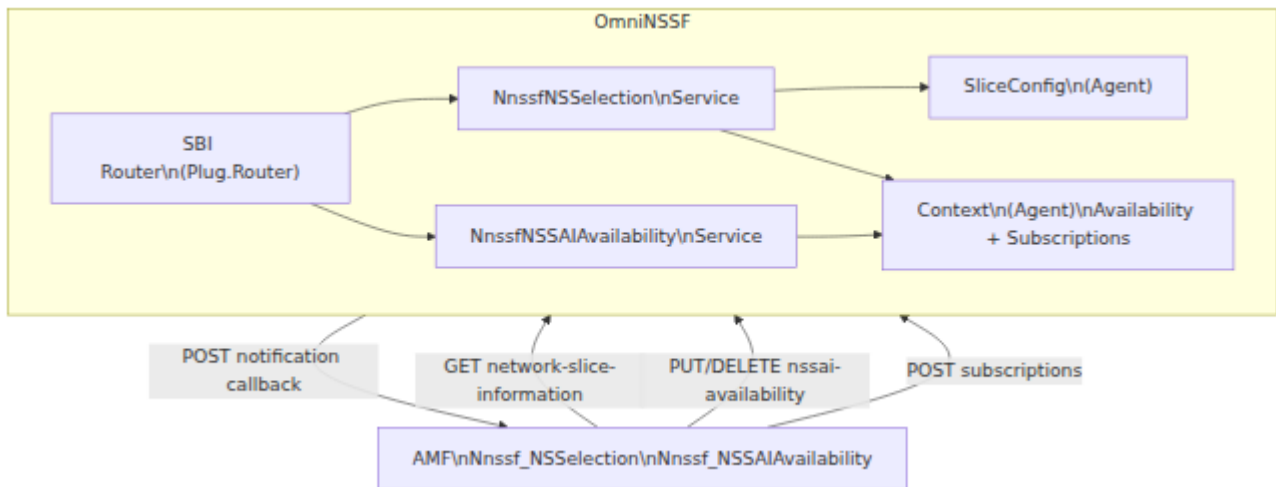 OmniNSSF
NnssfNSSelection\nService
SliceConfig\n(Agent)
SBI
Router\n(Plug.Router)
Context\n(Agent)\nAvailability
+ Subscriptions
NnssfNSSAIAvailability\nService
POST notification
callback
GET network-slice-
information
PUT/DELETE nssai-
availability
POST subscriptions
AMF\nNnssf_NSSelection\nNnssf_NSSAIAvailability